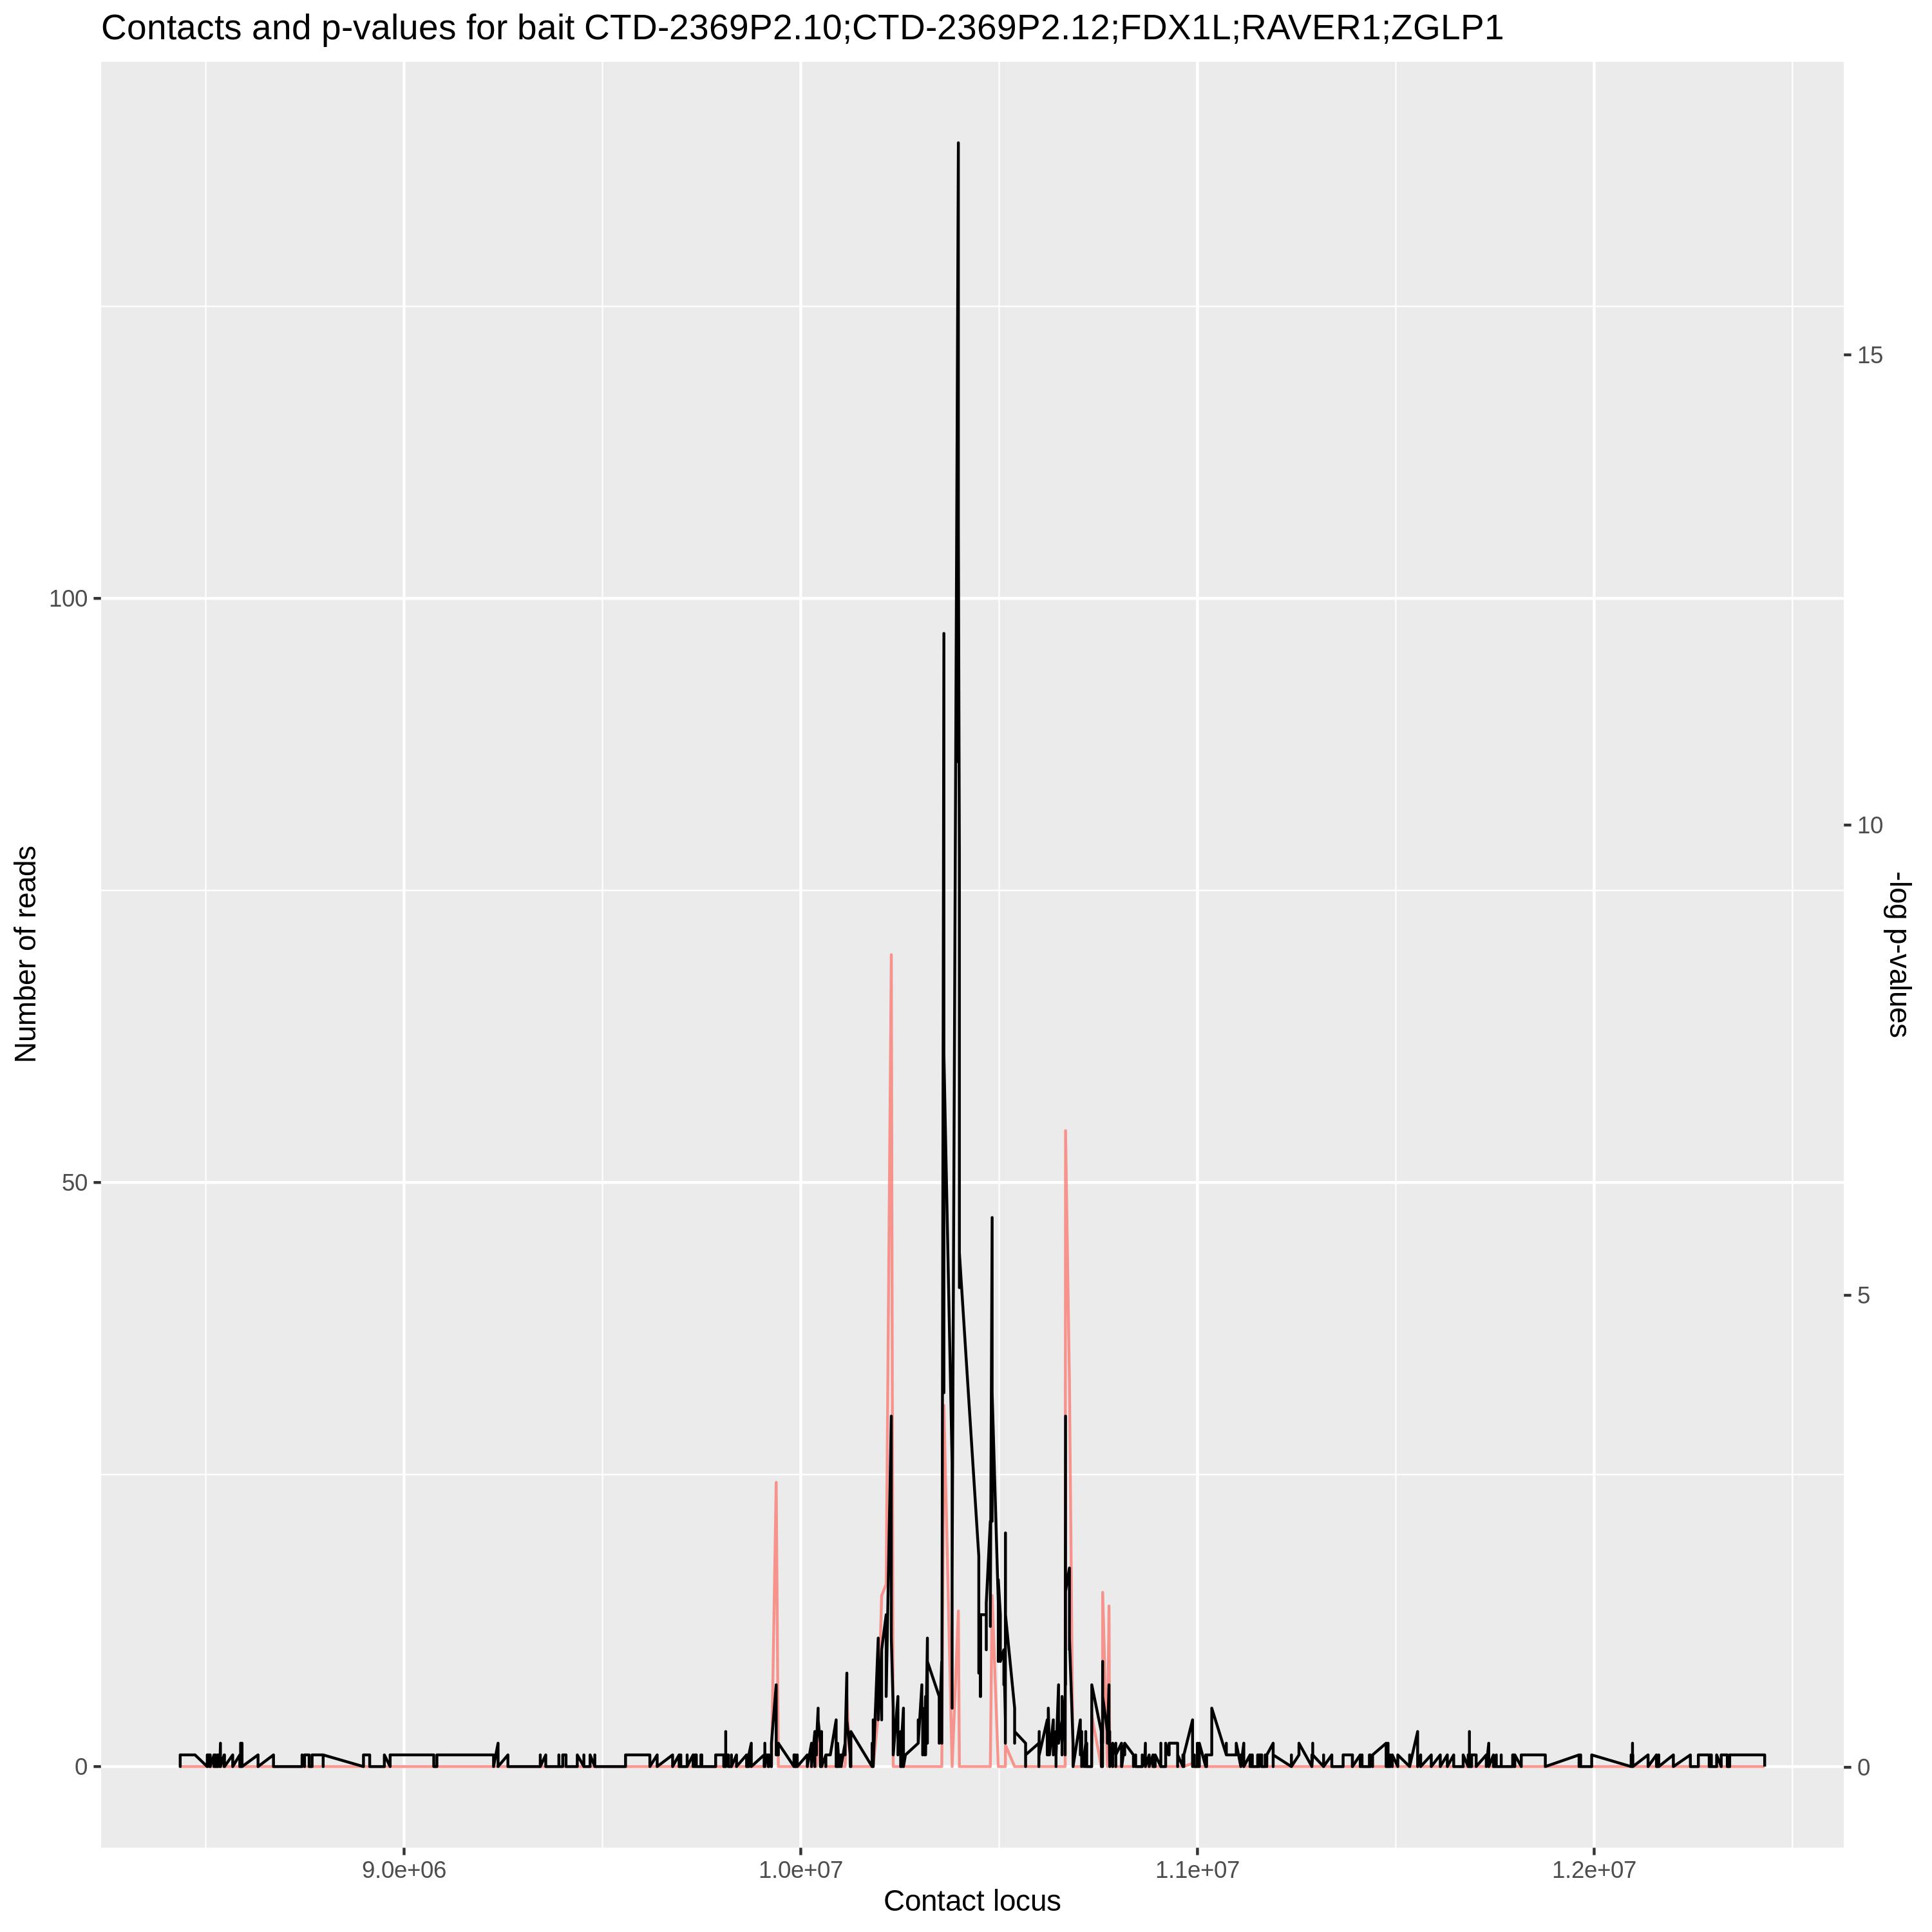 Contacts and p-values for bait CTD-2369P2.10;CTD-2369P2.12;FDX1L;RAVER1;ZGLP1
Number of reads
100
50
0
15
10
5
0
-log p-values
9.0e+06
1.0e+07
1.1e+07
1.2e+07
Contact locus